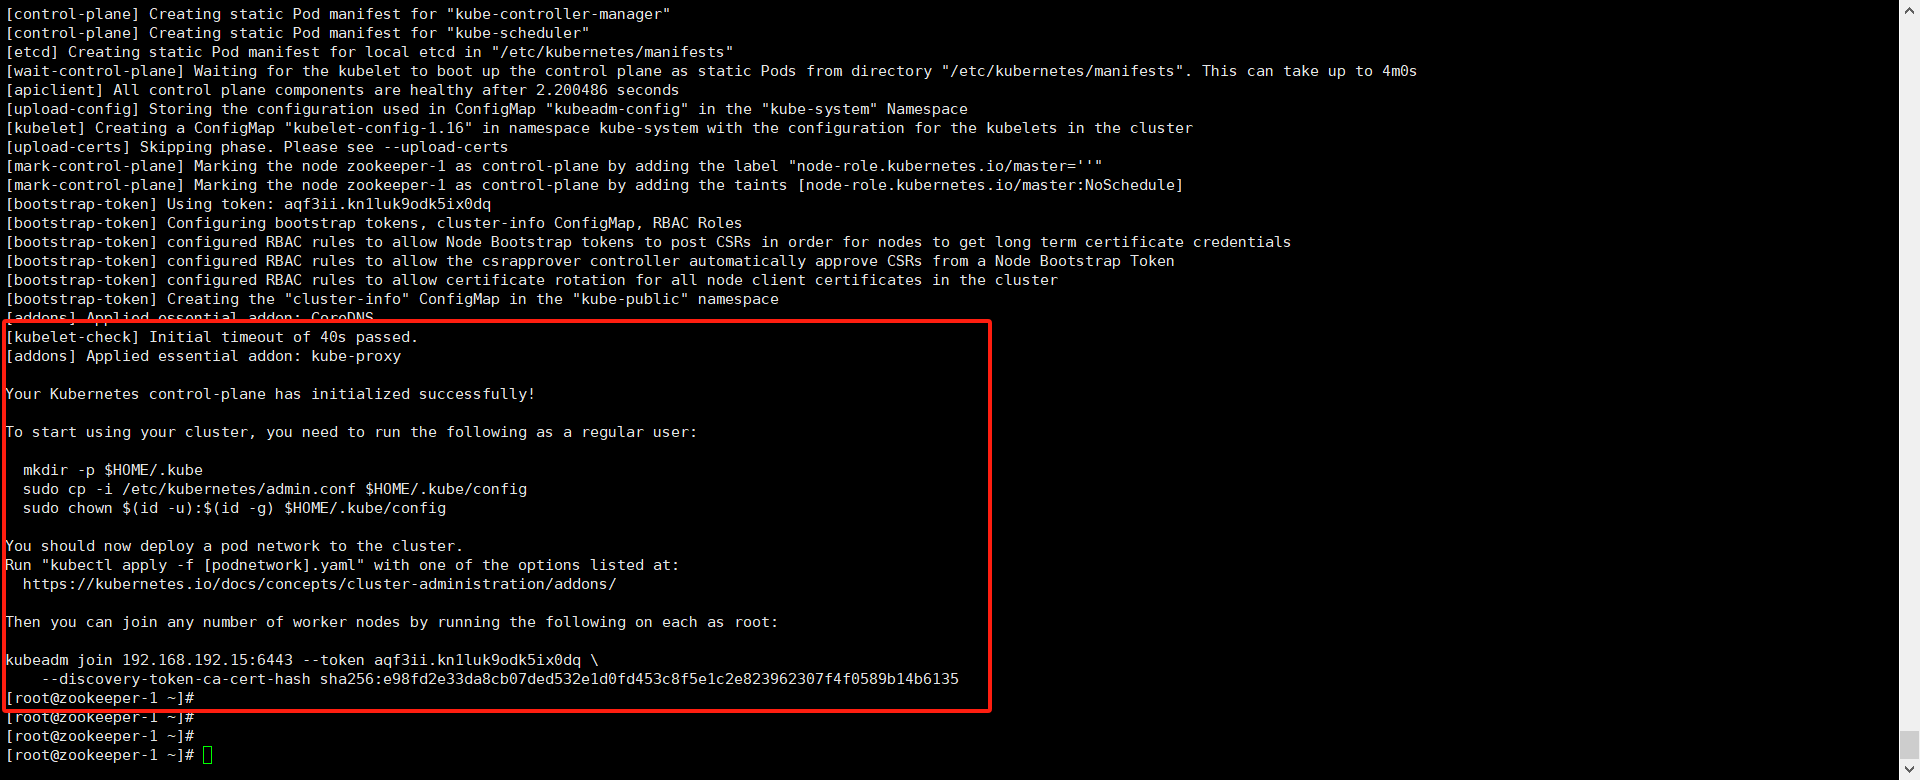 [control-plane] Creating static Pod manifest for "kube-controller-manager"
[control-plane] Creating static Pod manifest for "kube-scheduler"
[etcd] Creating static Pod manifest for local etcd in "/etc/kubernetes/manifests"
[wait-control-plane] Waiting for the kubelet to boot up the control plane as static Pods from directory "/etc/kubernetes/manifests". This can take up to 4m0s
[apiclient] All control plane components are healthy after 2.200486 seconds
[upload-config] Storing the configuration used in ConfigMap "kubeadm-config" in the "kube-system" Namespace
[kubelet] Creating a ConfigMap "kubelet-config-1.16" in namespace kube-system with the configuration for the kubelets in the cluster
[upload-certs] Skipping phase. Please see --upload-certs
[mark-control-plane] Marking the node zookeeper-1 as control-plane by adding the label "node-role.kubernetes.io/master=''"
[mark-control-plane] Marking the node zookeeper-1 as control-plane by adding the taints [node-role.kubernetes.io/master:NoSchedule]
[bootstrap-token] Using token: aqf3ii.kn1luk9odk5ix0dq
[bootstrap-token] Configuring bootstrap tokens, cluster-info ConfigMap, RBAC Roles
[bootstrap-token] configured RBAC rules to allow Node Bootstrap tokens to post CSRs in order for nodes to get long term certificate credentials
[bootstrap-token] configured RBAC rules to allow the csrapprover controller automatically approve CSRs from a Node Bootstrap Token
[bootstrap-token] configured RBAC rules to allow certificate rotation for all node client certificates in the cluster
[bootstrap-token] Creating the "cluster-info" ConfigMap in the "kube-public" namespace
[addons] Applied essential addon: CoreDNS
[kubelet-check] Initial timeout of 40s passed.
[addons] Applied essential addon: kube-proxy
Your Kubernetes control-plane has initialized successfully!
To start using your cluster, you need to run the following as a regular user:
mkdir -p $HOME/.kube
sudo cp -i /etc/kubernetes/admin.conf $HOME/.kube/config
sudo chown $(id -u):$(id -g) $HOME/.kube/config
You should now deploy a pod network to the cluster.
Run "kubectl apply -f [podnetwork].yaml" with one of the options listed at:
https://kubernetes.io/docs/concepts/cluster-administration/addons/
Then you can join any number of worker nodes by running the following on each as root:
kubeadm join 192.168.192.15:6443 --token aqf3ii.kn1luk9odk5ix0dq \
--discovery-token-ca-cert-hash sha256:e98fd2e33da8cb07ded532e1d0fd453c8f5e1c2e823962307f4f0589b14b6135
[root@zookeeper-1 ~]#
[root@zookeeper-1 ~]#
[root@zookeeper-1 ~]#
[root@zookeeper-1 ~]#